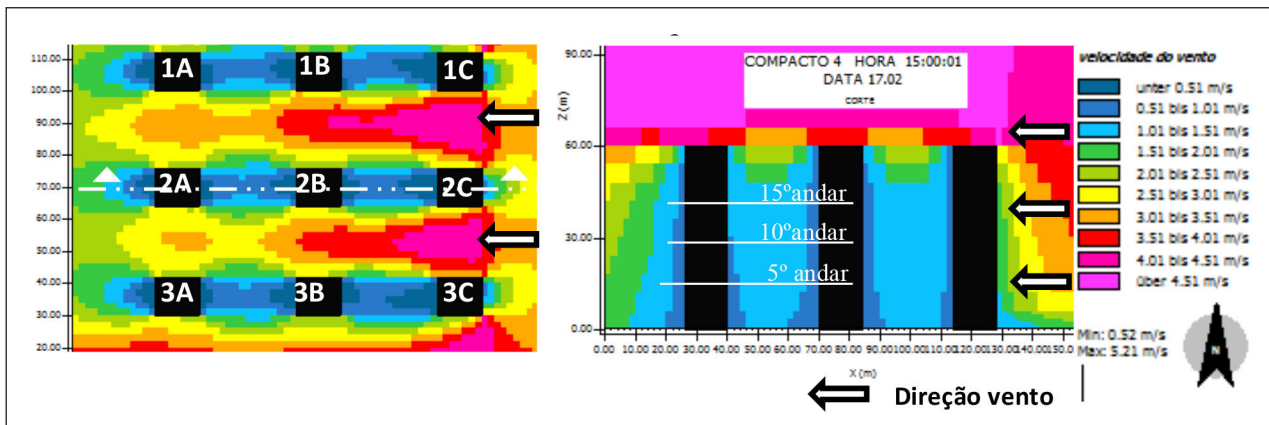 110.00
100.00
90.00
80.00
70.00
60.00
50.00
40.00
30.00
20.00
1A 1B 1C
2A 2B 2C
3A 3B 3C
90.00
60.00
30.00
0.00
Z (m)
COMPACTO 4 HORA 15:00:01
DATA 17.02
CORTE
15º andar
10º andar
5º andar
0.00 10.00 20.00 30.00 40.00 50.00 60.00 70.00 80.00 90.00 100.00 110.00 120.00 130.00 140.00 150.0
X (m)
Direção vento
velocidade do vento
unter 0.51 m/s
0.51 bis 1.01 m/s
1.01 bis 1.51 m/s
1.51 bis 2.01 m/s
2.01 bis 2.51 m/s
2.51 bis 3.01 m/s
3.01 bis 3.51 m/s
3.51 bis 4.01 m/s
4.01 bis 4.51 m/s
über 4.51 m/s
Min: 0.52 m/s
Max: 5.21 m/s
N